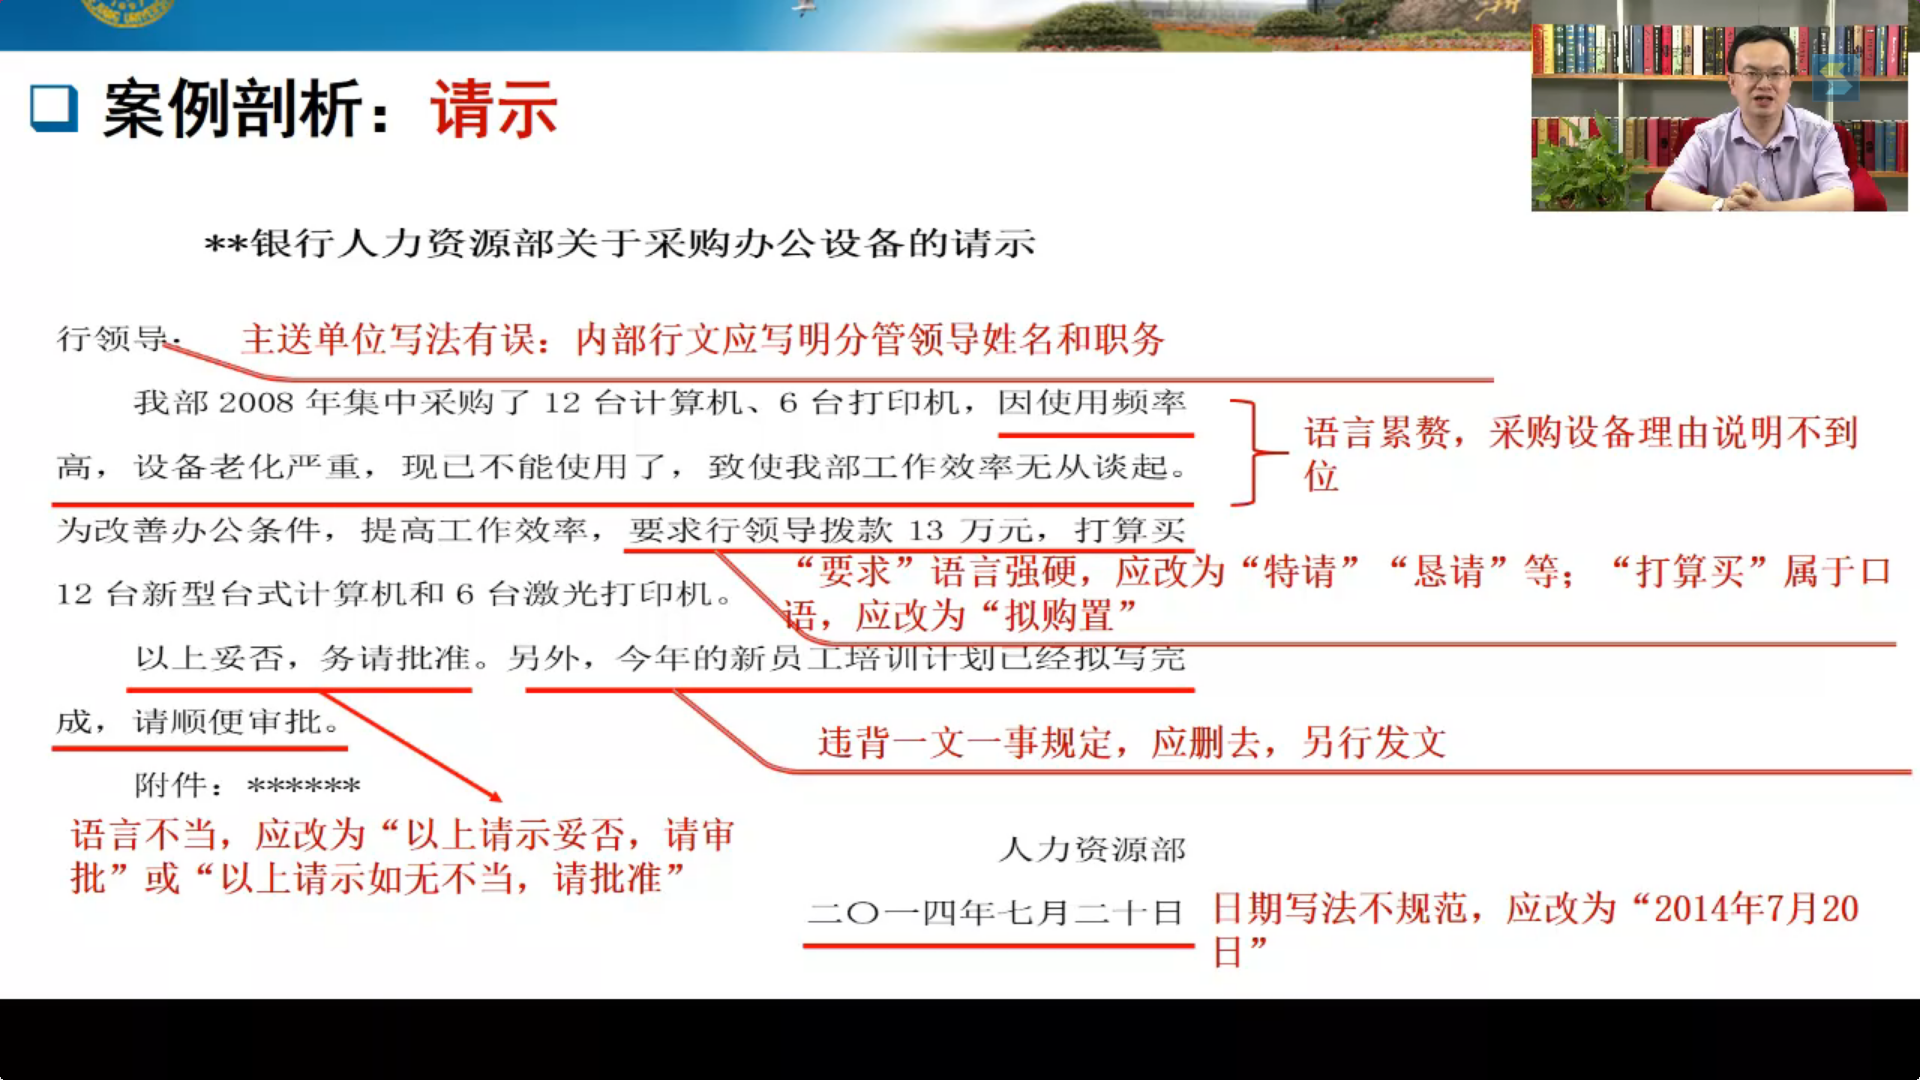 案例剖析：请示
**银行人力资源部关于采购办公设备的请示
行领导：
主送单位写法有误：内部行文应写明分管领导姓名和职务
我部 2008 年集中采购了 12 台计算机、6 台打印机，因使用频率
高，设备老化严重，现已不能使用了，致使我部工作效率无从谈起。
语言累赘，采购设备理由说明不到
位
为改善办公条件，提高工作效率，要求行领导拨款 13 万元，打算买
12 台新型台式计算机和 6 台激光打印机。
“要求”语言强硬，应改为“特请”“恳请”等；“打算买”属于口
语，应改为“拟购置”
以上妥否，务请批准。另外，今年的新员工培训计划已经拟写完
成，请顺便审批。
违背一文一事规定，应删去，另行发文
附件：******
语言不当，应改为“以上请示妥否，请审
批”或“以上请示如无不当，请批准”
人力资源部
二〇一四年七月二十日
日期写法不规范，应改为“2014年7月20
日”